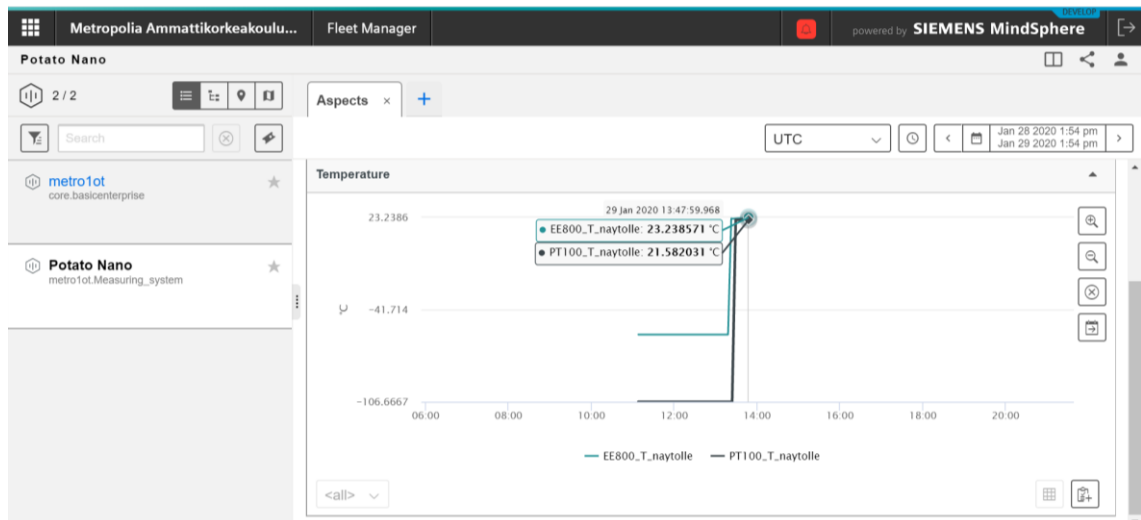 DEVELOP
Metropolia Ammattikorkeakoulu... Fleet Manager powered by SIEMENS MindSphere
Potato Nano
2 / 2
Aspects × +
Search
UTC
Jan 28 2020 1:54 pm
Jan 29 2020 1:54 pm
metro1ot
core.basicenterprise
Potato Nano
metro1ot.Measuring_system
Temperature
29 Jan 2020 13:47:59.968
23.2386
EE800_T_naytolle: 23.238571 °C
PT100_T_naytolle: 21.582031 °C
°C
-41.714
-106.6667
06:00 08:00 10:00 12:00 14:00 16:00 18:00 20:00
EE800_T_naytolle PT100_T_naytolle
<all>